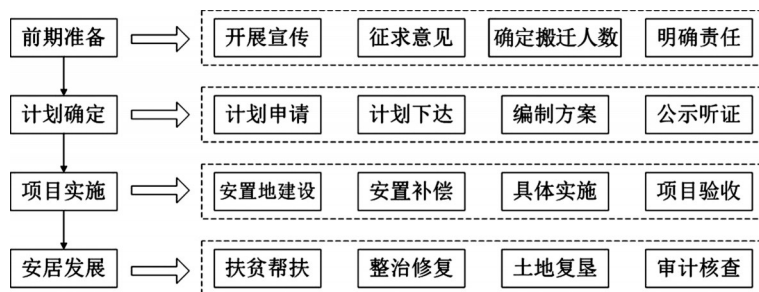 前期准备 开展宣传 征求意见 确定搬迁人数 明确责任
计划确定 计划申请 计划下达 编制方案 公示听证
项目实施 安置地建设 安置补偿 具体实施 项目验收
安居发展 扶贫帮扶 整治修复 土地复垦 审计核查